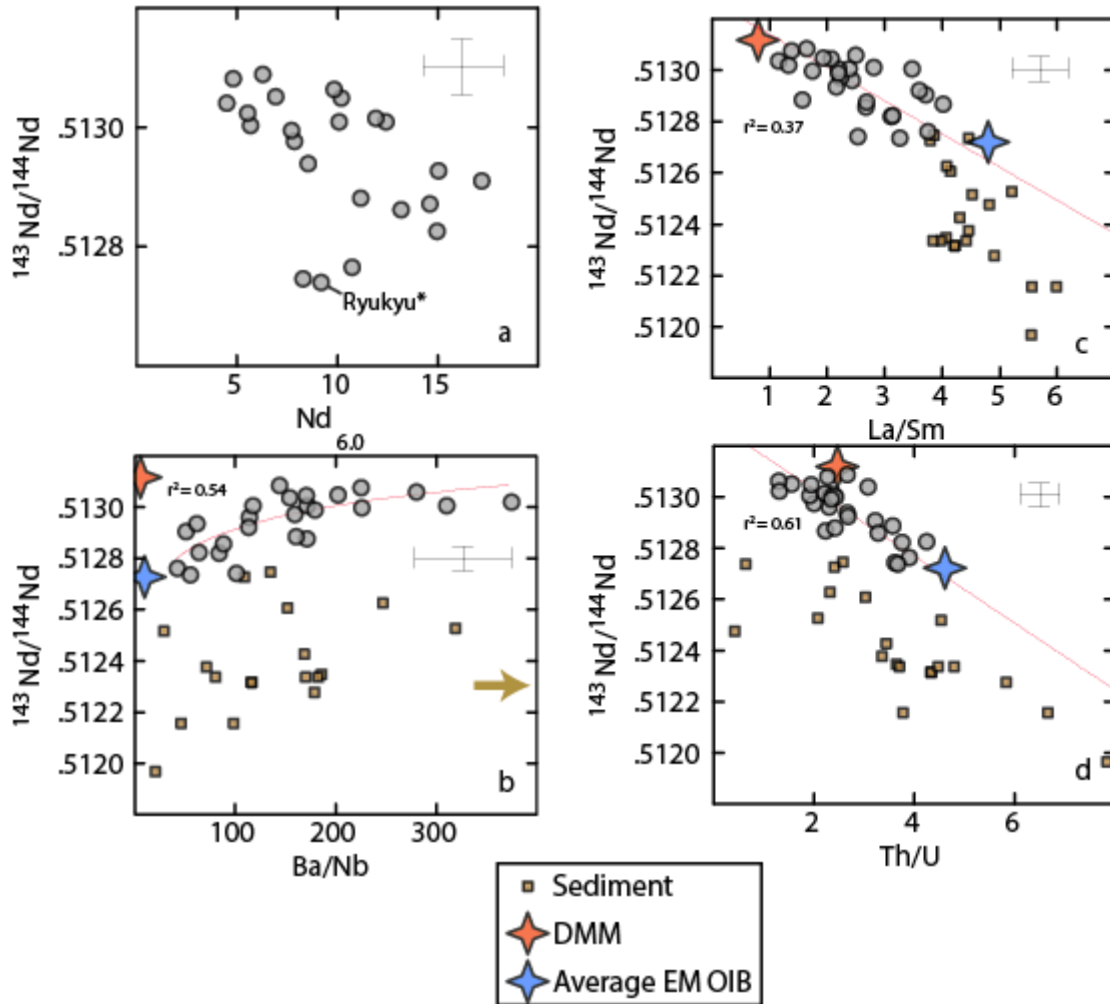 .5130
.5128
143Nd/144Nd
Ryukyu*
a
5 10 15
Nd
6.0
r²= 0.54
.5130
.5128
.5126
.5124
.5122
.5120
143Nd/144Nd
b
100 200 300
Ba/Nb
.5130
.5128
.5126
.5124
.5122
.5120
143Nd/144Nd
r²= 0.37
c
1 2 3 4 5 6
La/Sm
.5130
.5128
.5126
.5124
.5122
.5120
143Nd/144Nd
r²= 0.61
d
2 4 6
Th/U
Sediment
DMM
Average EM OIB